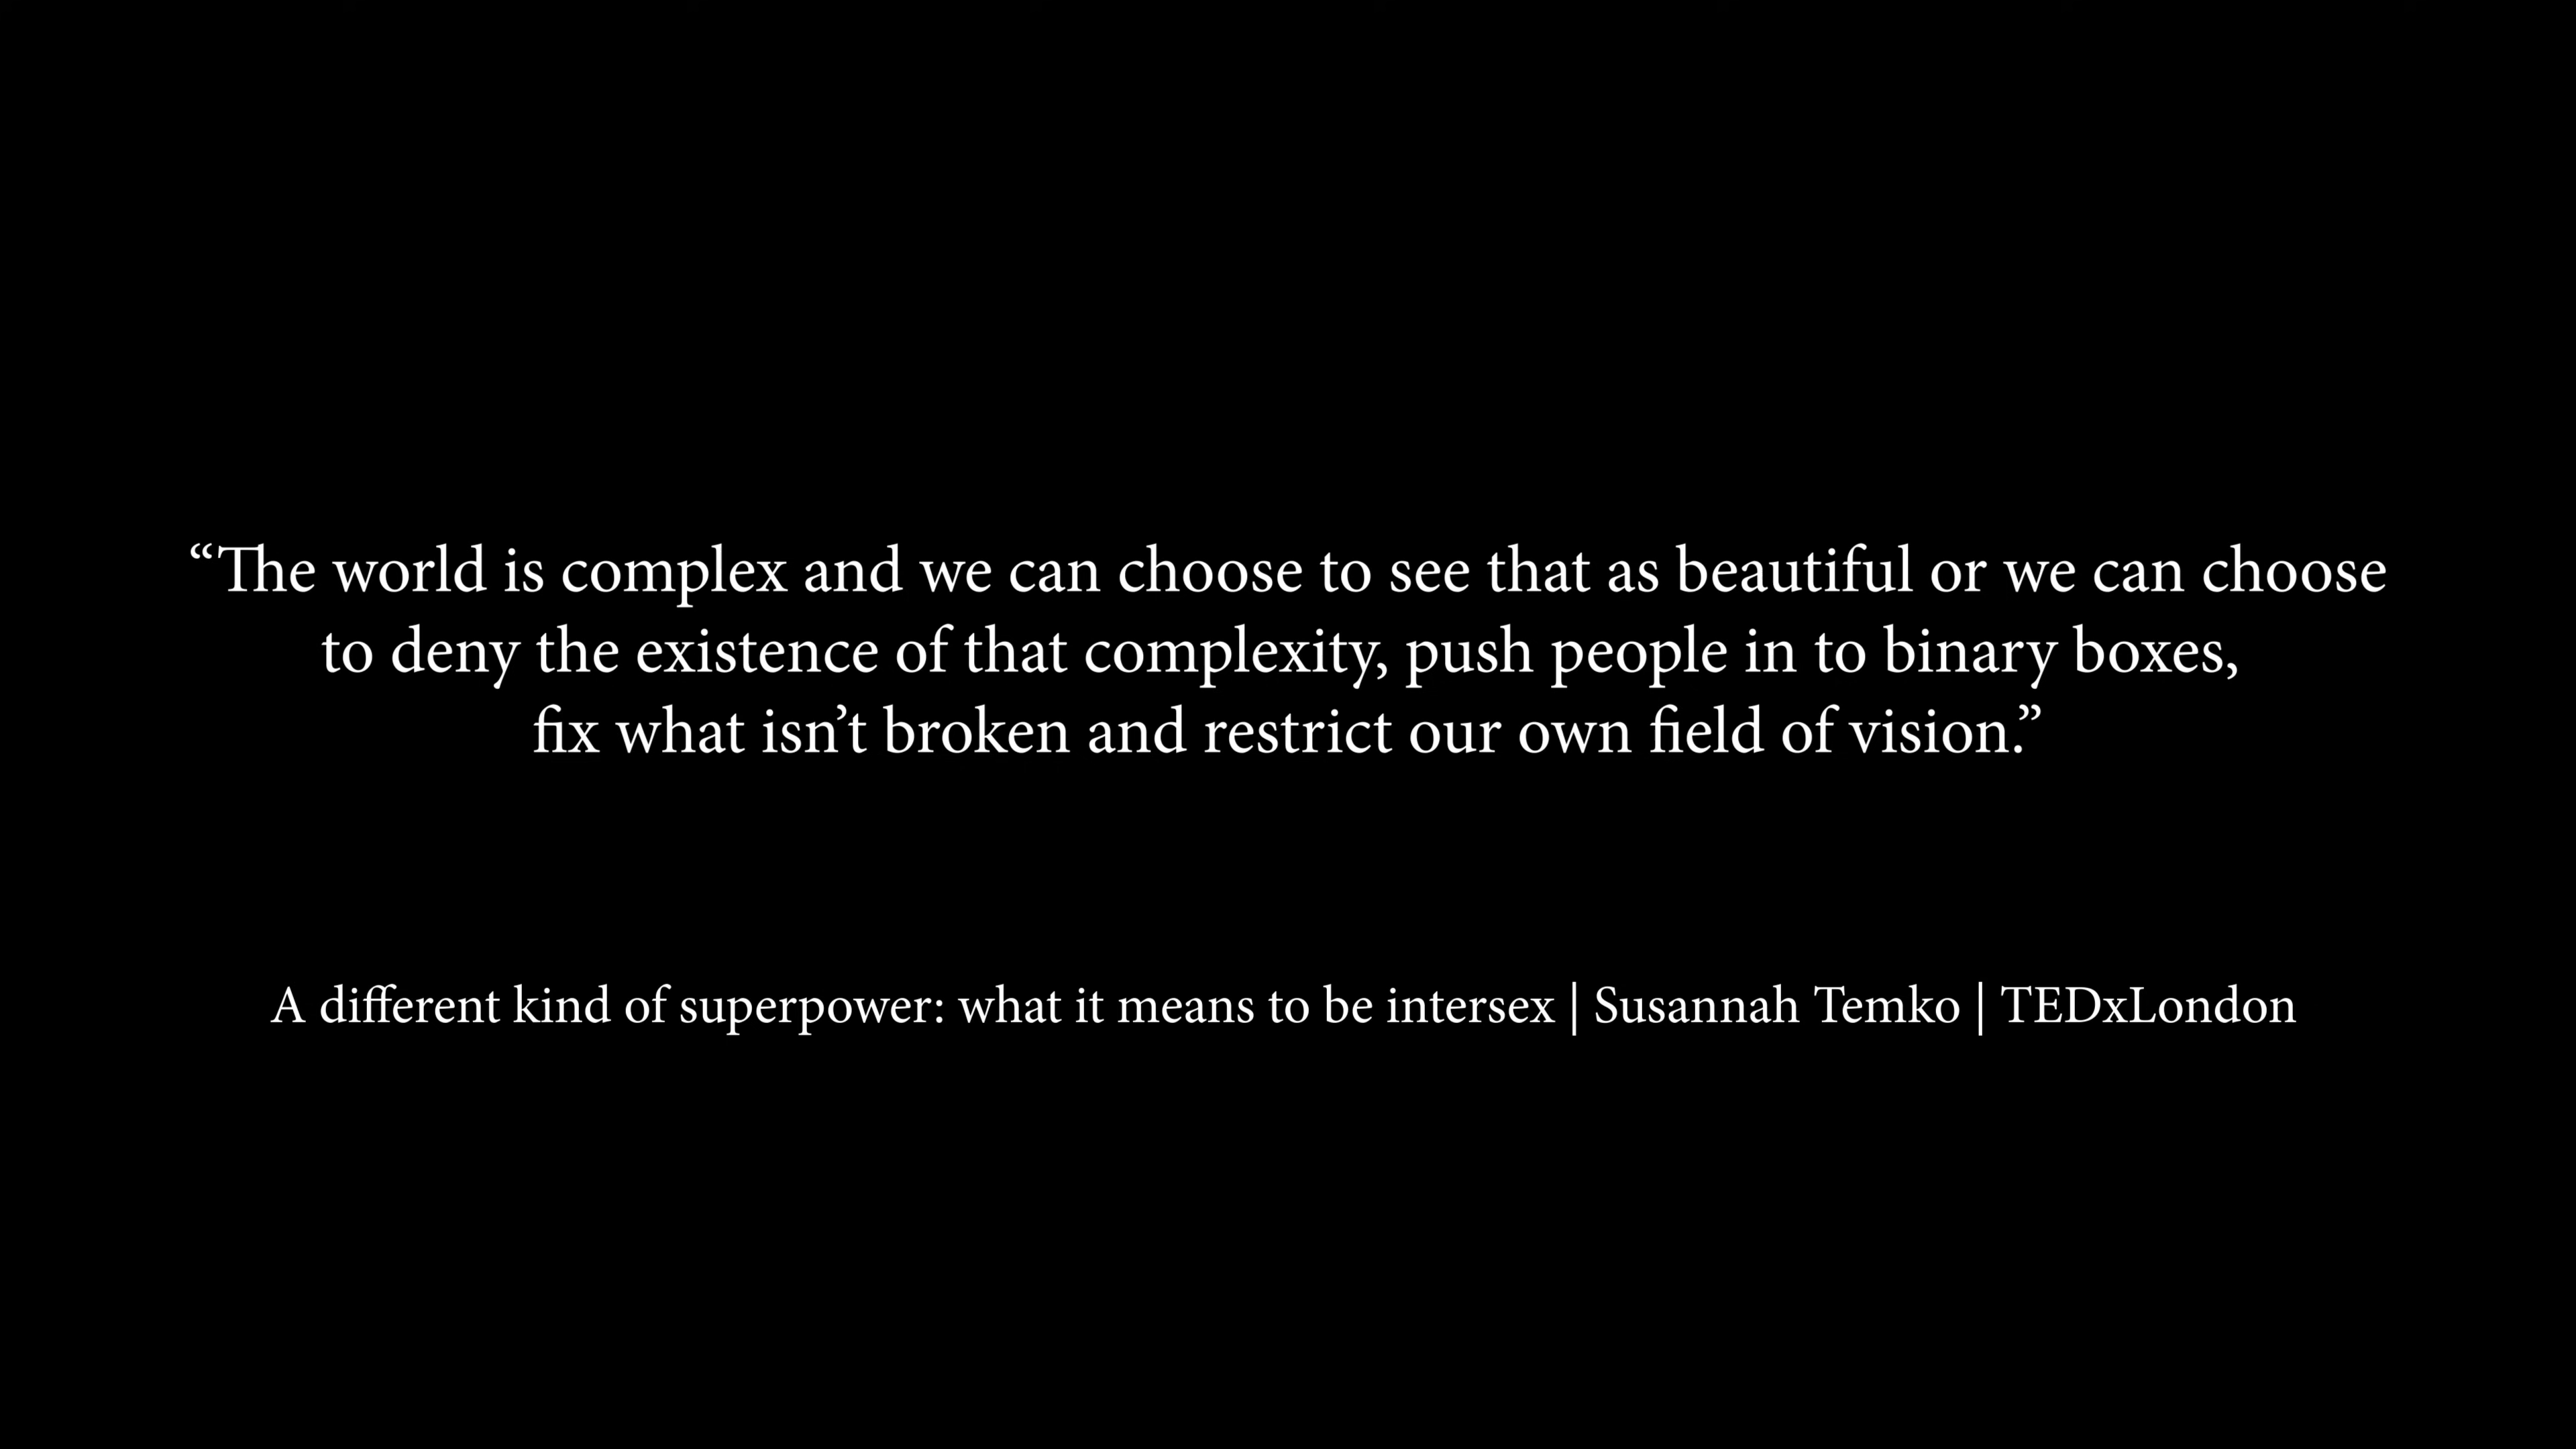 “The world is complex and we can choose to see that as beautiful or we can choose
to deny the existence of that complexity, push people in to binary boxes,
fix what isn’t broken and restrict our own field of vision.”
A different kind of superpower: what it means to be intersex | Susannah Temko | TEDxLondon